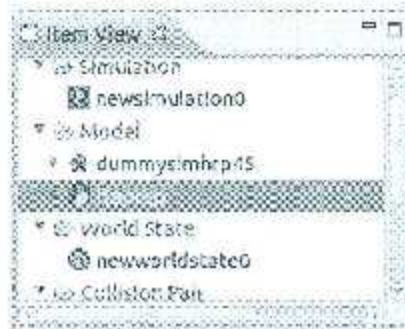 Item View
Simulation
newsimulation0
Model
World State
newworldstate0
Collision Pair